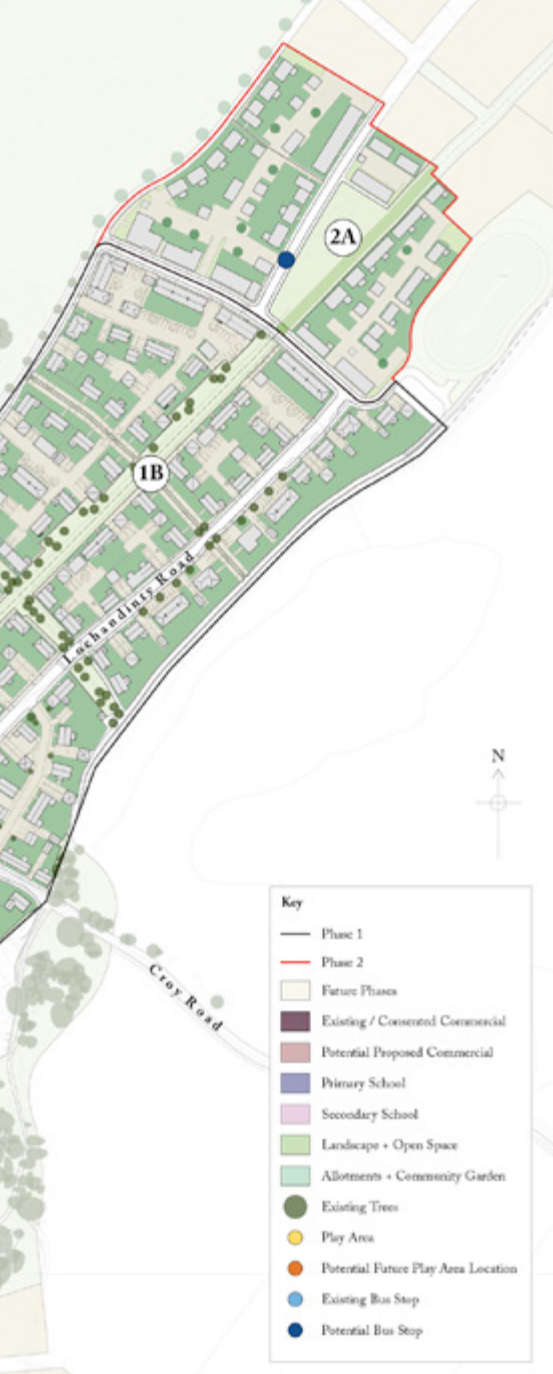 2A
1B
Lochandinty Road
N
Croy Road
Key
Phase 1
Phase 2
Future Phases
Existing / Consented Commercial
Potential Proposed Commercial
Primary School
Secondary School
Landscape + Open Space
Allotments + Community Garden
Existing Trees
Play Area
Potential Future Play Area Location
Existing Bus Stop
Potential Bus Stop